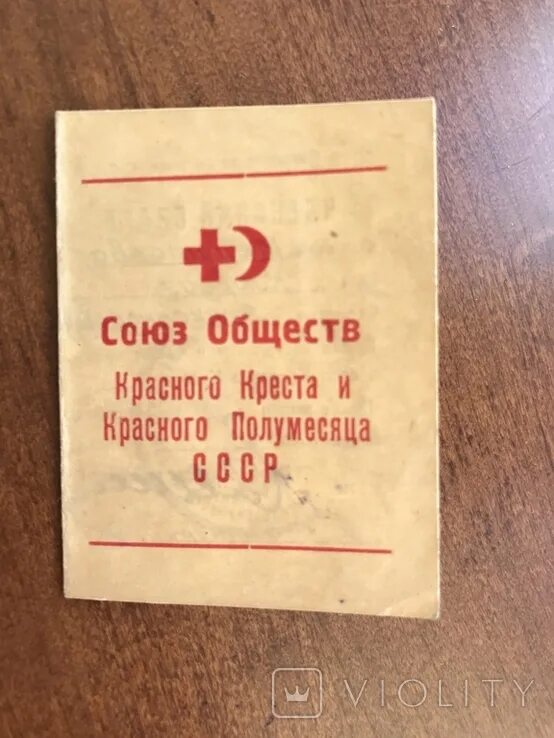 Союз Обществ
Красного Креста и
Красного Полумесяца
СССР
VIOLITY